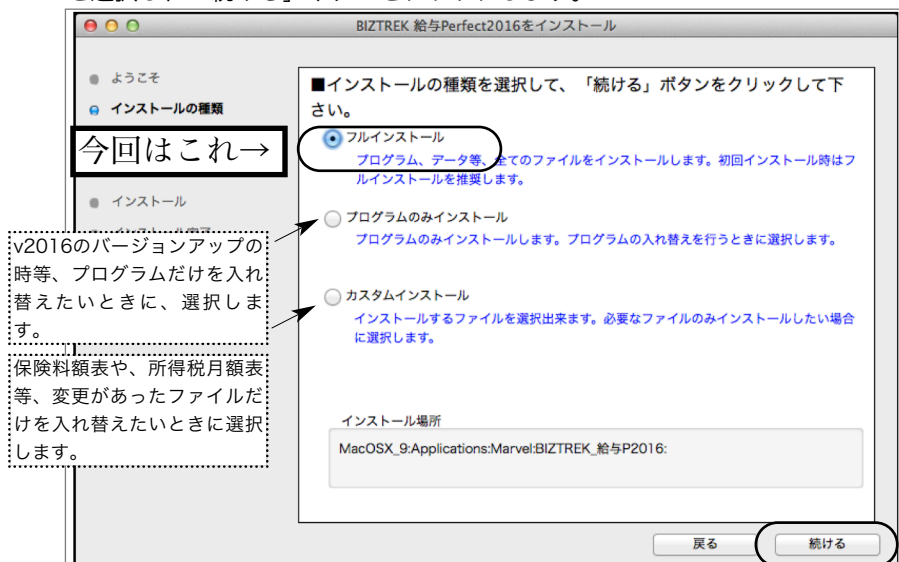 BIZTREK 給与Perfect2016をインストール
ようこそ
インストールの種類
今回はこれ→
インストール
v2016のバージョンアップの
時等、プログラムだけを入れ
替えたいときに、選択しま
す。
保険料額表や、所得税月額表
等、変更があったファイルだ
けを入れ替えたいときに選択
します。
■インストールの種類を選択して、「続ける」ボタンをクリックして下
さい。
フルインストール
プログラム、データ等、全てのファイルをインストールします。初回インストール時はフ
ルインストールを推奨します。
プログラムのみインストール
プログラムのみインストールします。プログラムの入れ替えを行うときに選択します。
カスタムインストール
インストールするファイルを選択出来ます。必要なファイルのみインストールしたい場合
に選択します。
インストール場所
MacOSX_9:Applications:Marvel:BIZTREK_給与P2016:
戻る
続ける